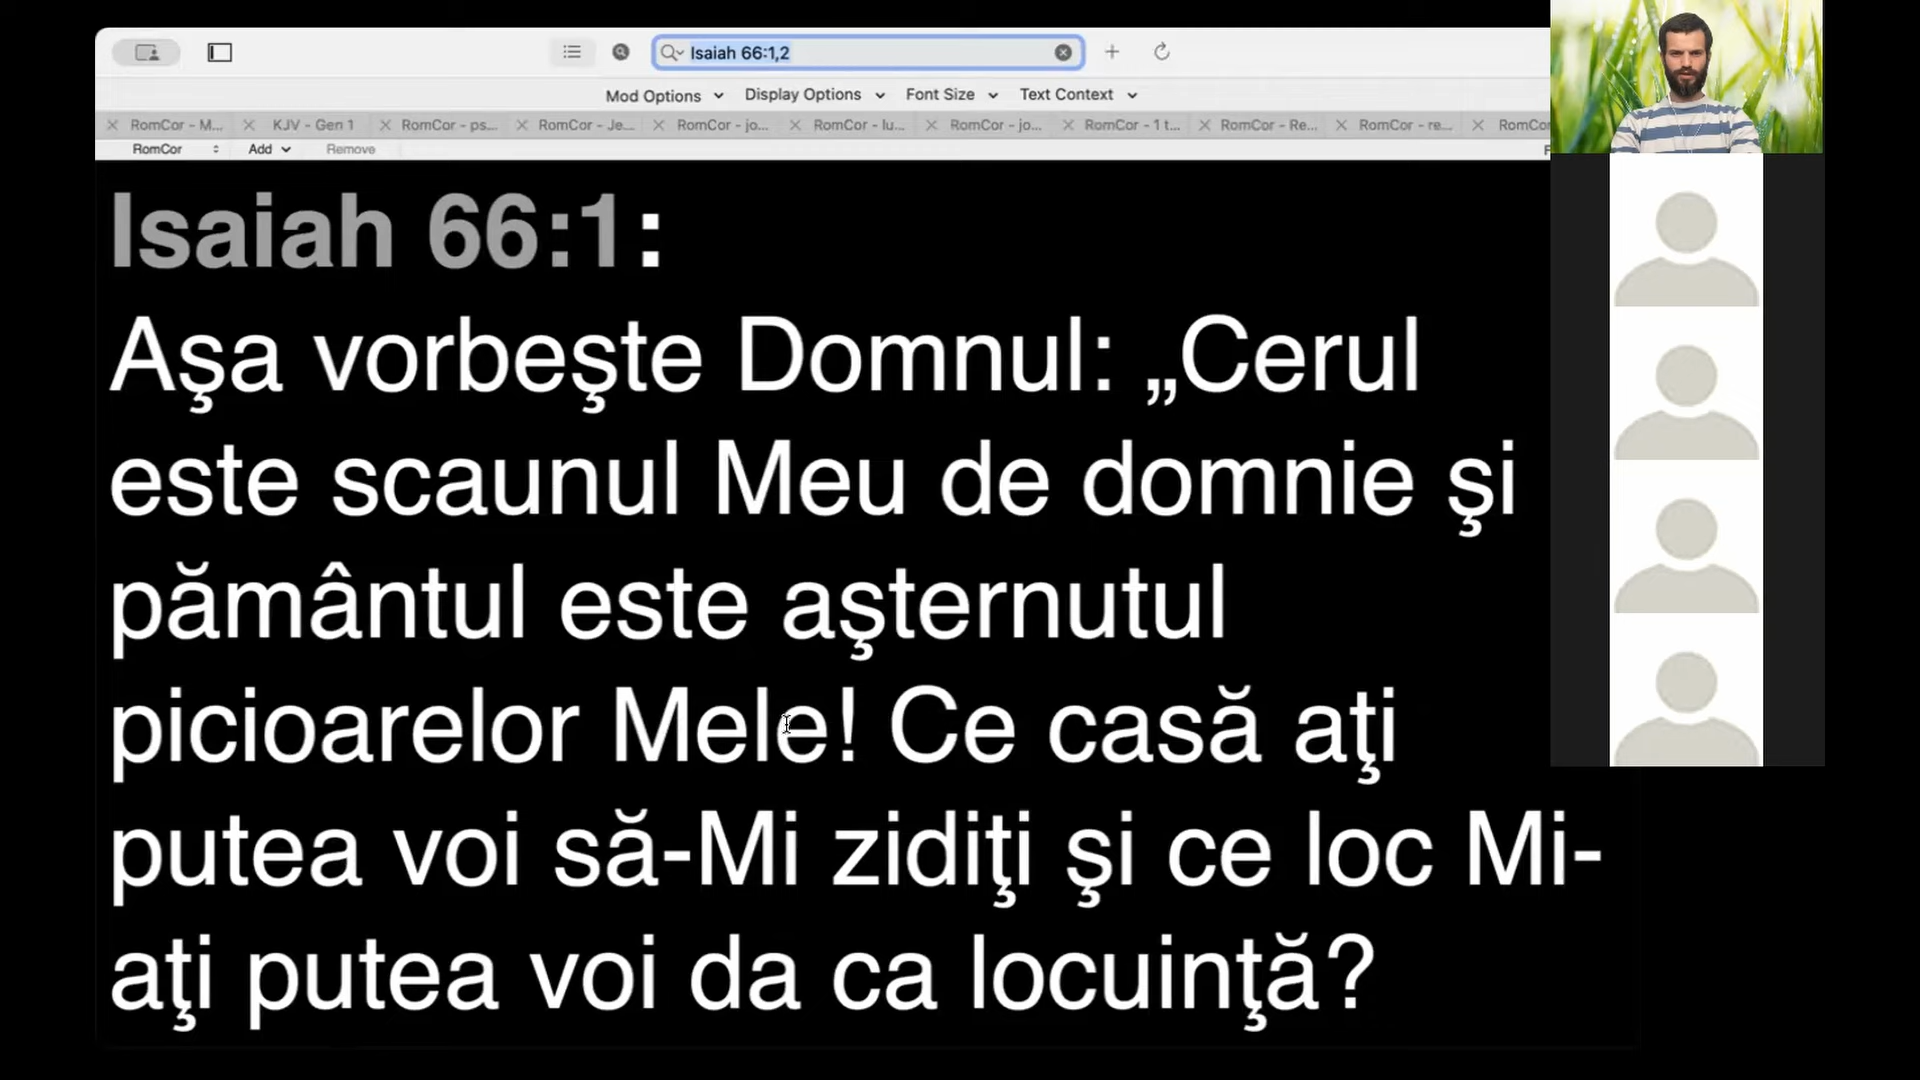 Isaiah 66:1,2
Mod Options Display Options Font Size Text Context
RomCor - M... KJV - Gen 1 RomCor - ps... RomCor - Je... RomCor - jo... RomCor - lu... RomCor - jo... RomCor - 1 t... RomCor - Re... RomCor - re... RomCo
RomCor Add Remove
Isaiah 66:1:
Aşa vorbeşte Domnul: „Cerul
este scaunul Meu de domnie şi
pământul este aşternutul
picioarelor Mele! Ce casă aţi
putea voi să-Mi zidiţi şi ce loc Mi-
aţi putea voi da ca locuinţă?